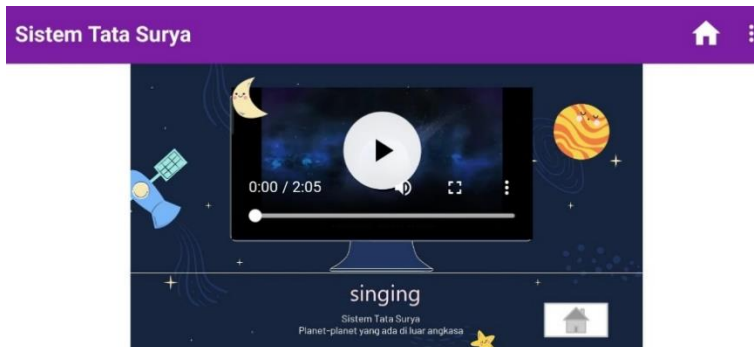 Sistem Tata Surya
0:00 / 2:05
singing
Sistem Tata Surya
Planet-planet yang ada di luar angkasa